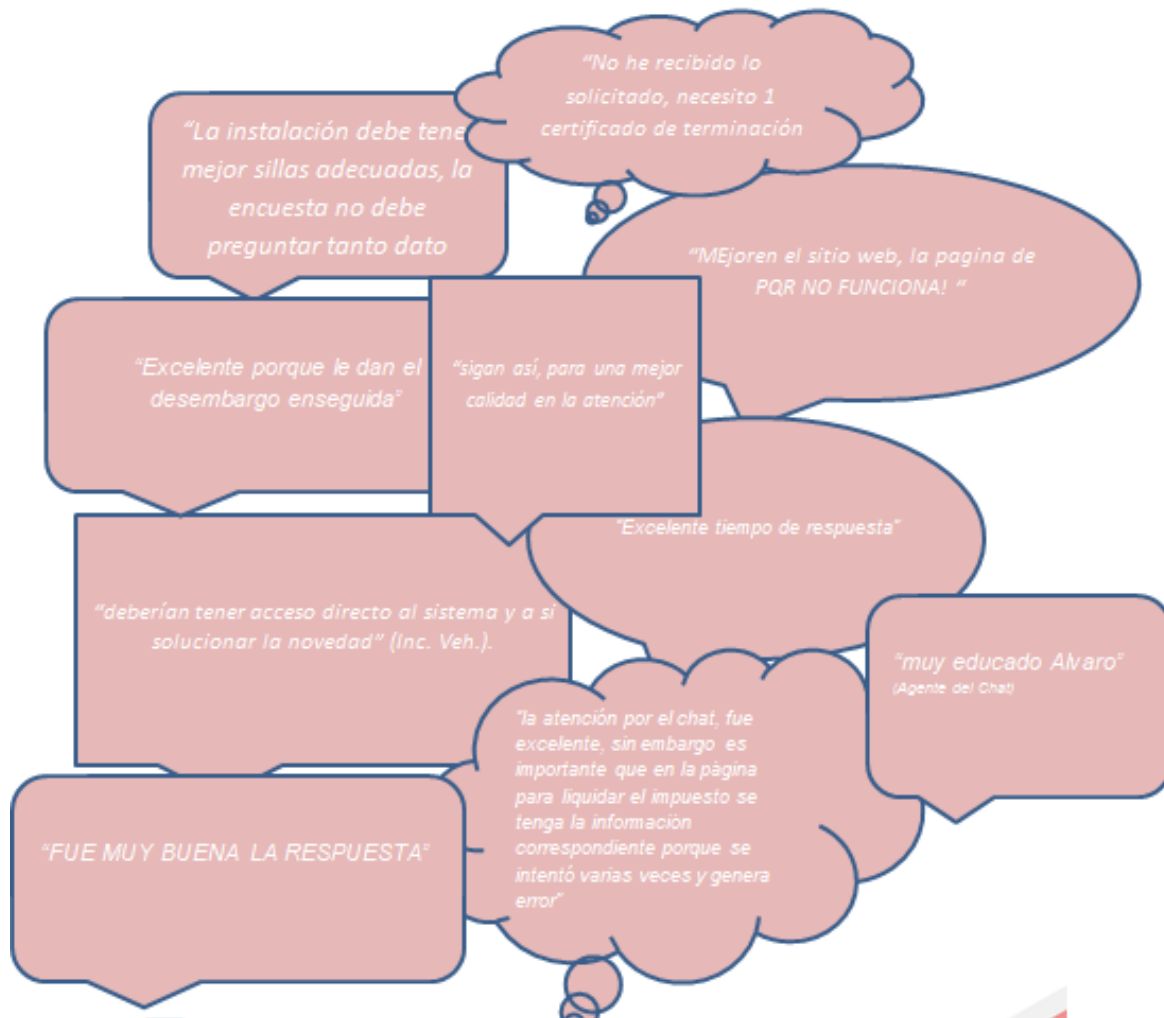 “No he recibido lo
solicitado, necesito 1
certificado de terminación
“La instalación debe tene
mejor sillas adecuadas, la
encuesta no debe
preguntar tanto dato
“MEjoren el sitio web, la pagina de
PQR NO FUNCIONA! “
“Excelente porque le dan el
desembargo enseguida”
“sigan así, para una mejor
calidad en la atención”
“Excelente tiempo de respuesta”
“deberían tener acceso directo al sistema y a si
solucionar la novedad” (Inc. Veh.).
“muy educado Alvaro”
(Agente del Chat)
“la atención por el chat, fue
excelente, sin embargo es
importante que en la pàgina
para liquidar el impuesto se
tenga la información
correspondiente porque se
intentó varias veces y genera
error”
“FUE MUY BUENA LA RESPUESTA”